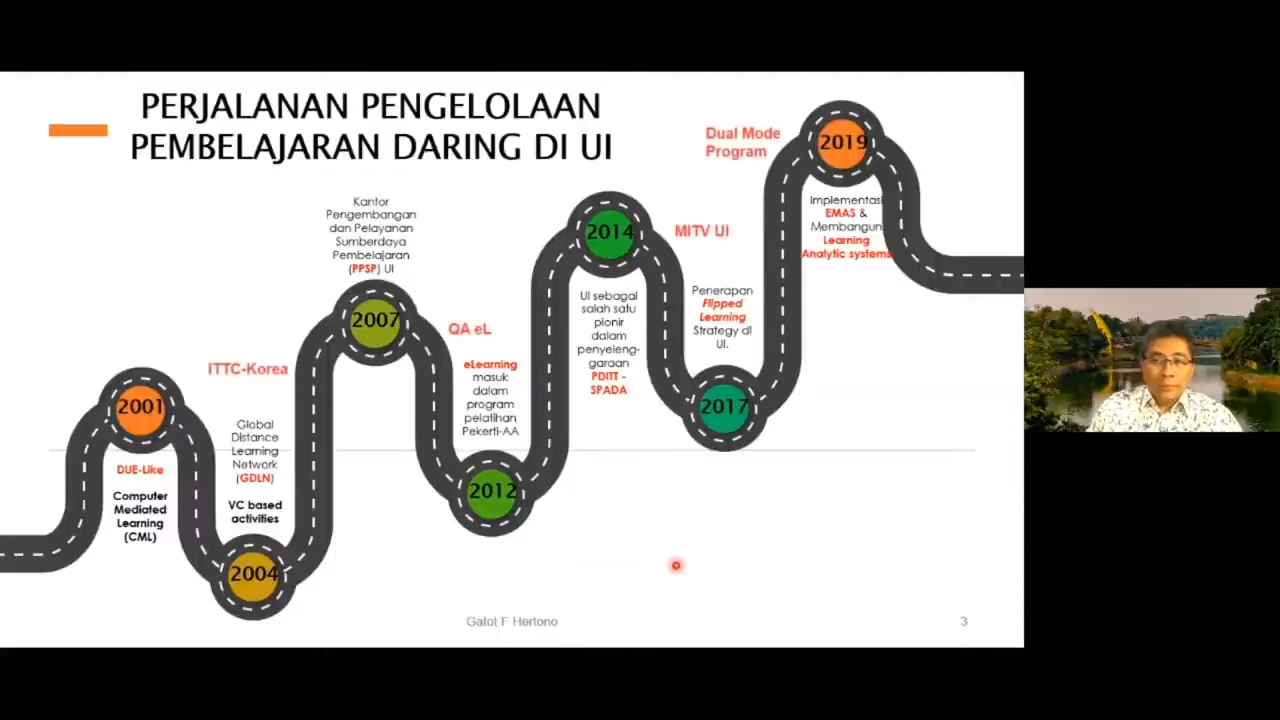 PERJALANAN PENGELOLAAN
PEMBELAJARAN DARING DI UI
2001
DUE-Like
Computer
Mediated
Learning
(CML)
ITTC-Korea
Global
Distance
Learning
Network
(GDLN)
VC based
activities
2004
Kantor
Pengembangan
dan Pelayanan
Sumberdaya
Pembelajaran
(PPSP) UI
2007
QA eL
eLearning
masuk
dalam
program
pelatihan
Pekerti-AA
2012
2014
UI sebagai
salah satu
pionir
dalam
penyeleng-
garaan
PDITT -
SPADA
MITV UI
Penerapan
Flipped
Learning
Strategy di
UI.
2017
Dual Mode
Program
2019
Implementasi
EMAS &
Membangun
Learning
Analytic systems
Gatot F Hertono
3